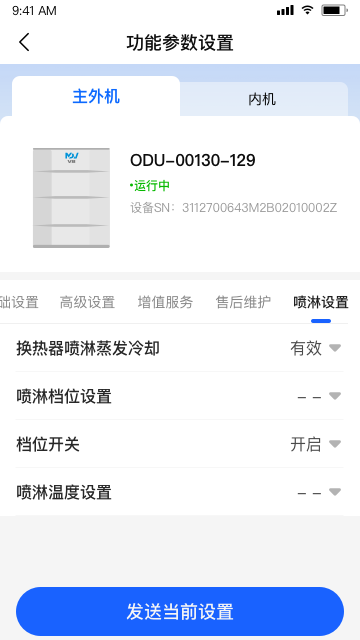 9:41 AM
功能参数设置
主外机
内机
MDV
ODU-00130-129
•运行中
设备SN：3112700643M2B02010002Z
础设置 高级设置 增值服务 售后维护 喷淋设置
换热器喷淋蒸发冷却 有效
喷淋档位设置 - -
档位开关 开启
喷淋温度设置 - -
发送当前设置